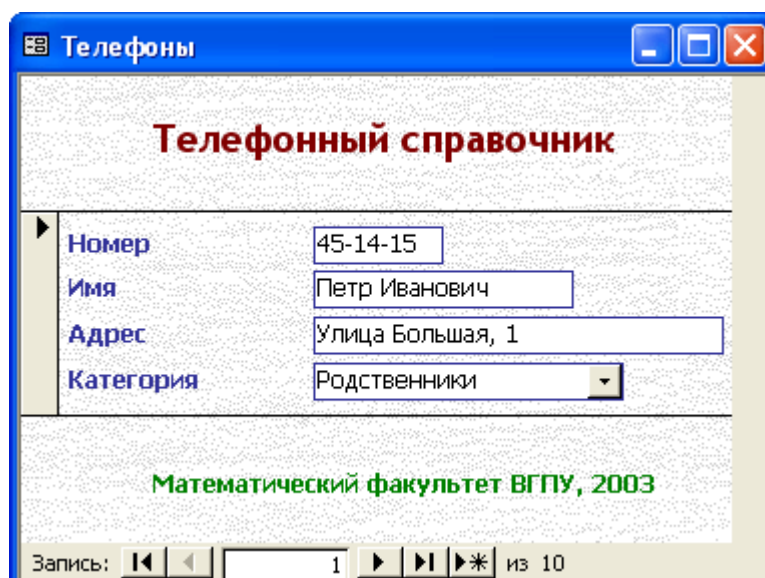 Телефоны
Телефонный справочник
Номер 45-14-15
Имя Петр Иванович
Адрес Улица Большая, 1
Категория Родственники
Математический факультет ВГПУ, 2003
Запись: 1 из 10